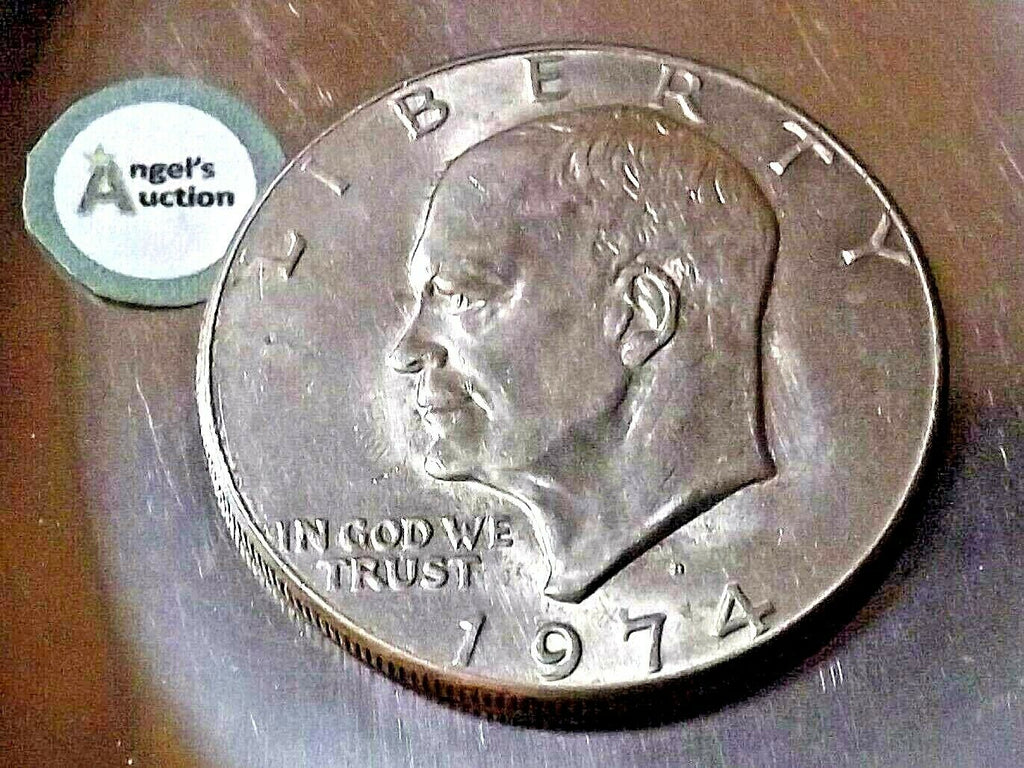 Angel's
Auction
LIBERTY
IN GOD WE
TRUST
1974